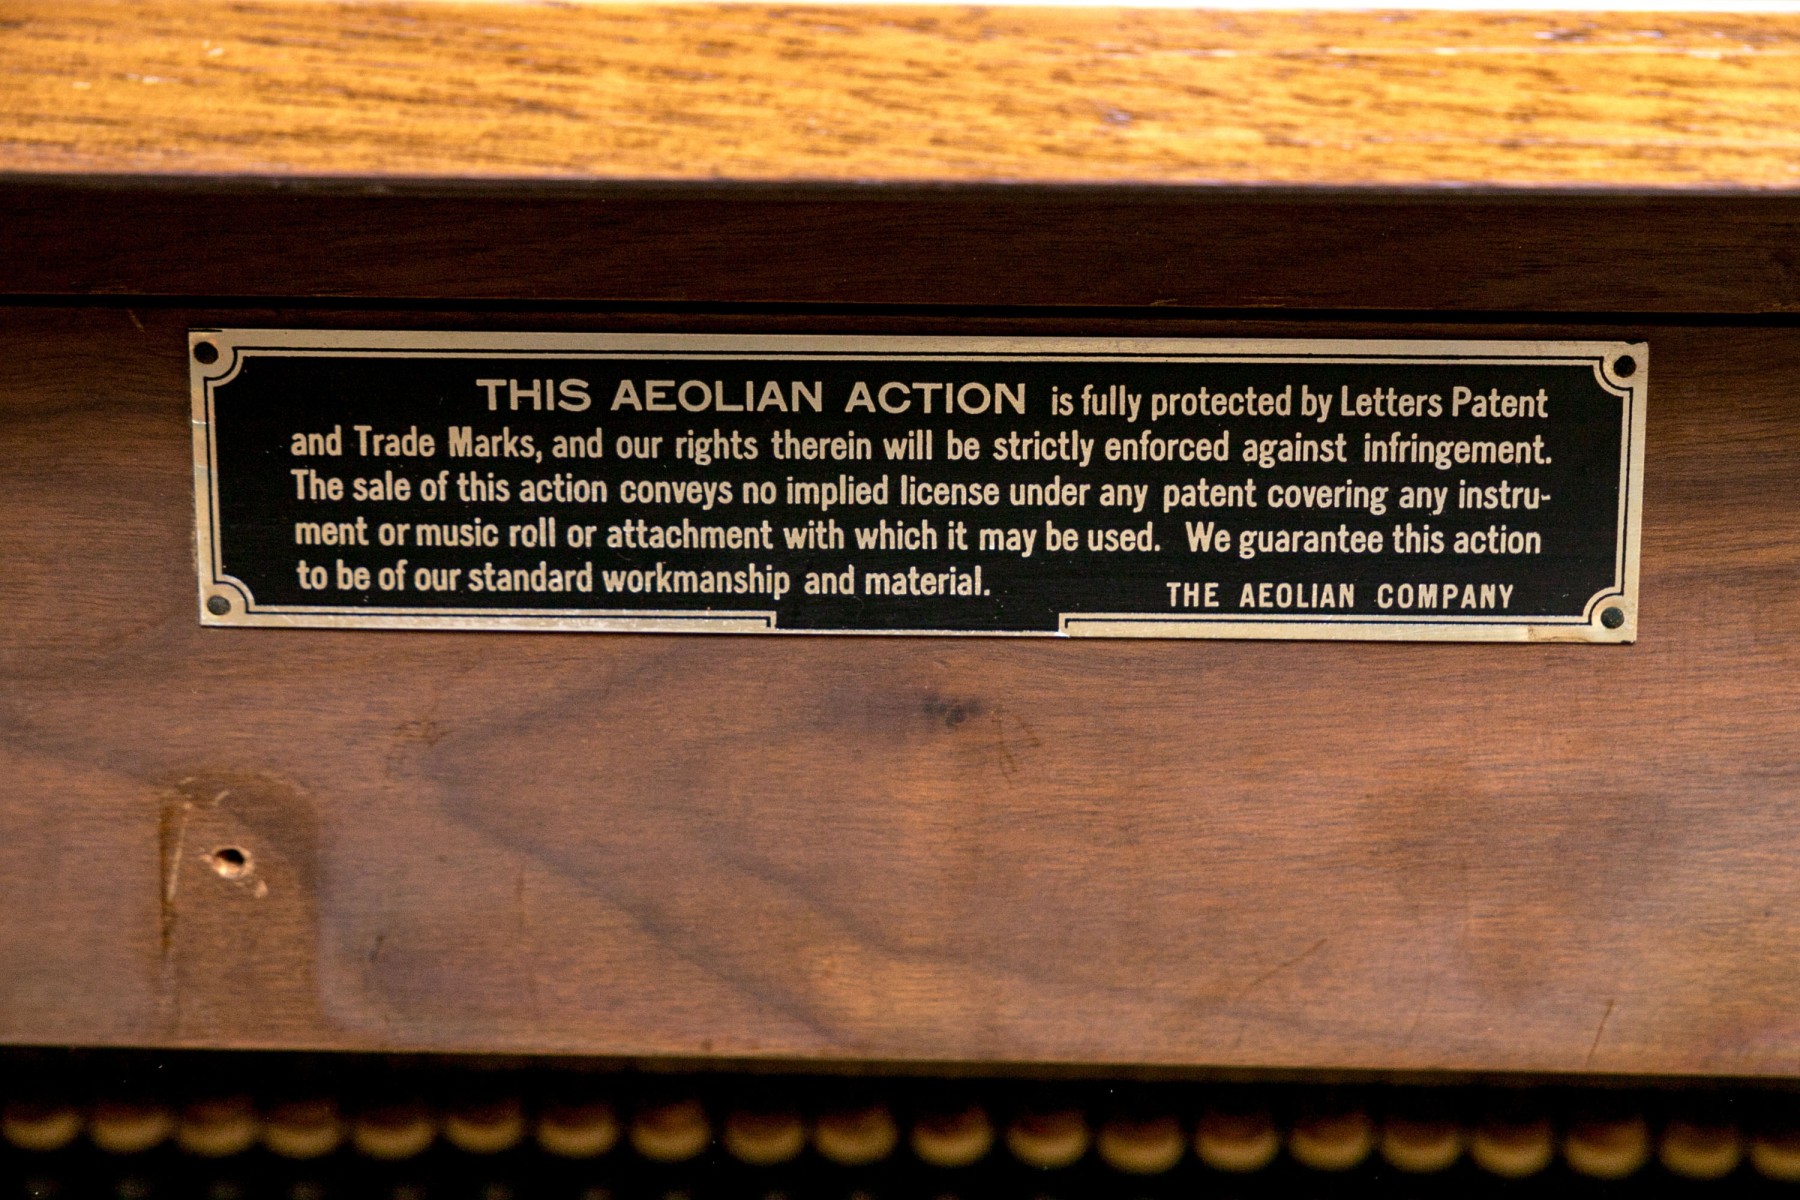 THIS AEOLIAN ACTION is fully protected by Letters Patent
and Trade Marks, and our rights therein will be strictly enforced against infringement.
The sale of this action conveys no implied license under any patent covering any instru-
ment or music roll or attachment with which it may be used. We guarantee this action
to be of our standard workmanship and material.
THE AEOLIAN COMPANY